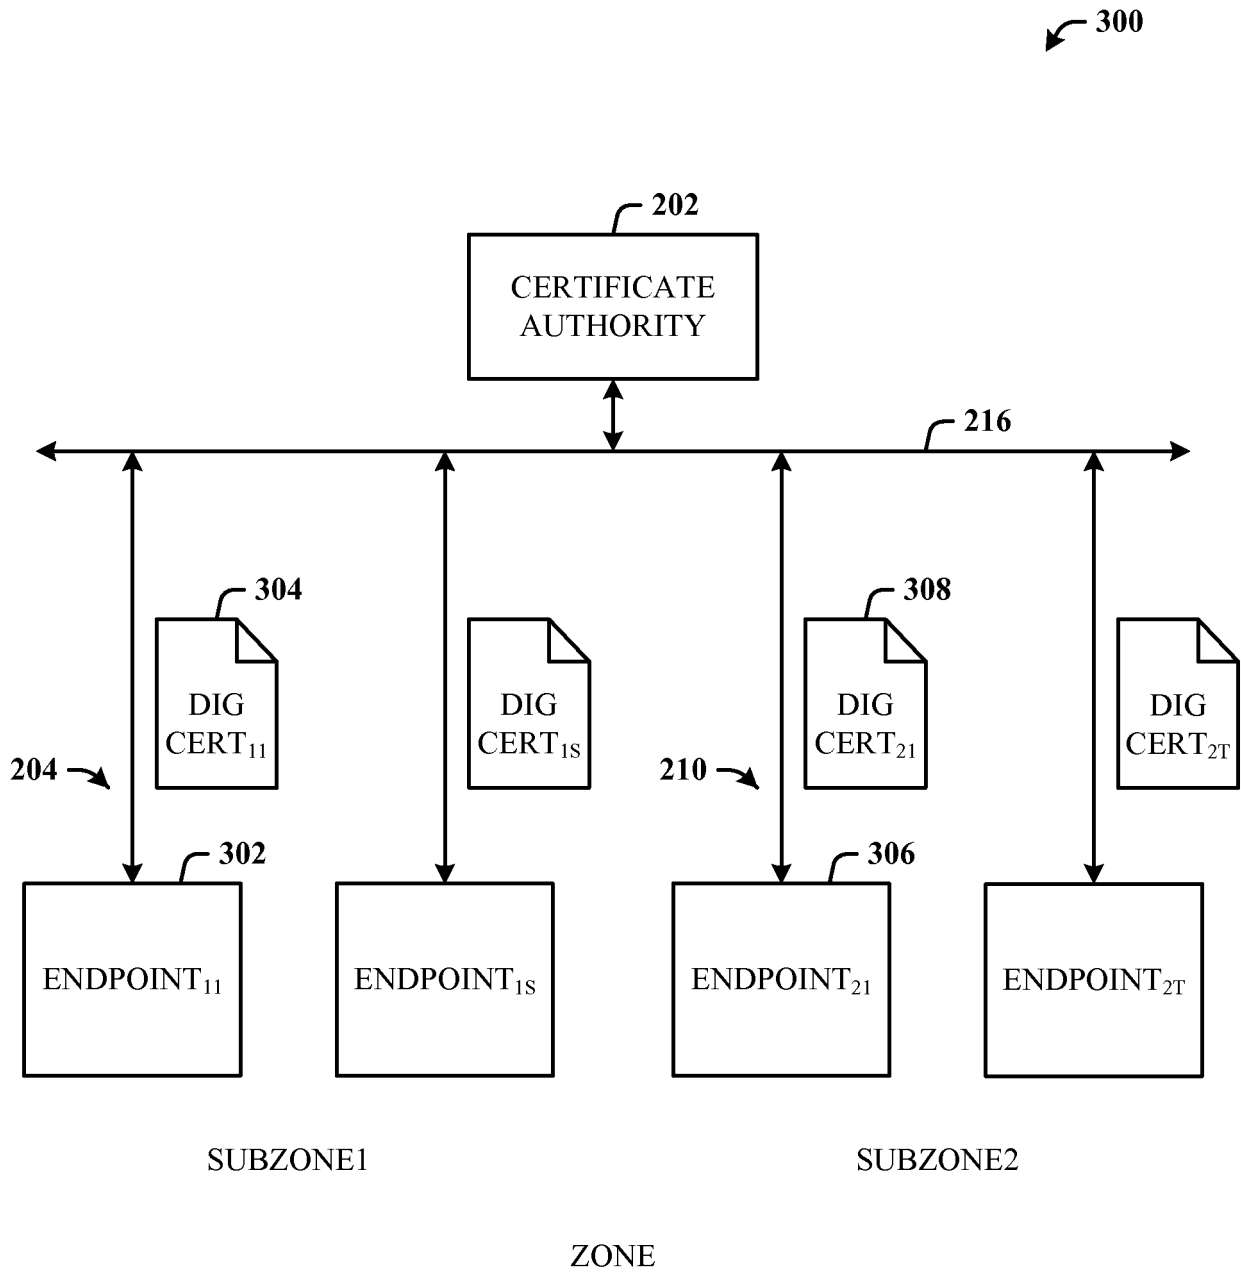 300
202
CERTIFICATE
AUTHORITY
216
304
308
DIG
CERT₁₁
DIG
CERT₁S
DIG
CERT₂₁
DIG
CERT₂T
204
210
302
306
ENDPOINT₁₁
ENDPOINT₁S
ENDPOINT₂₁
ENDPOINT₂T
SUBZONE1
SUBZONE2
ZONE